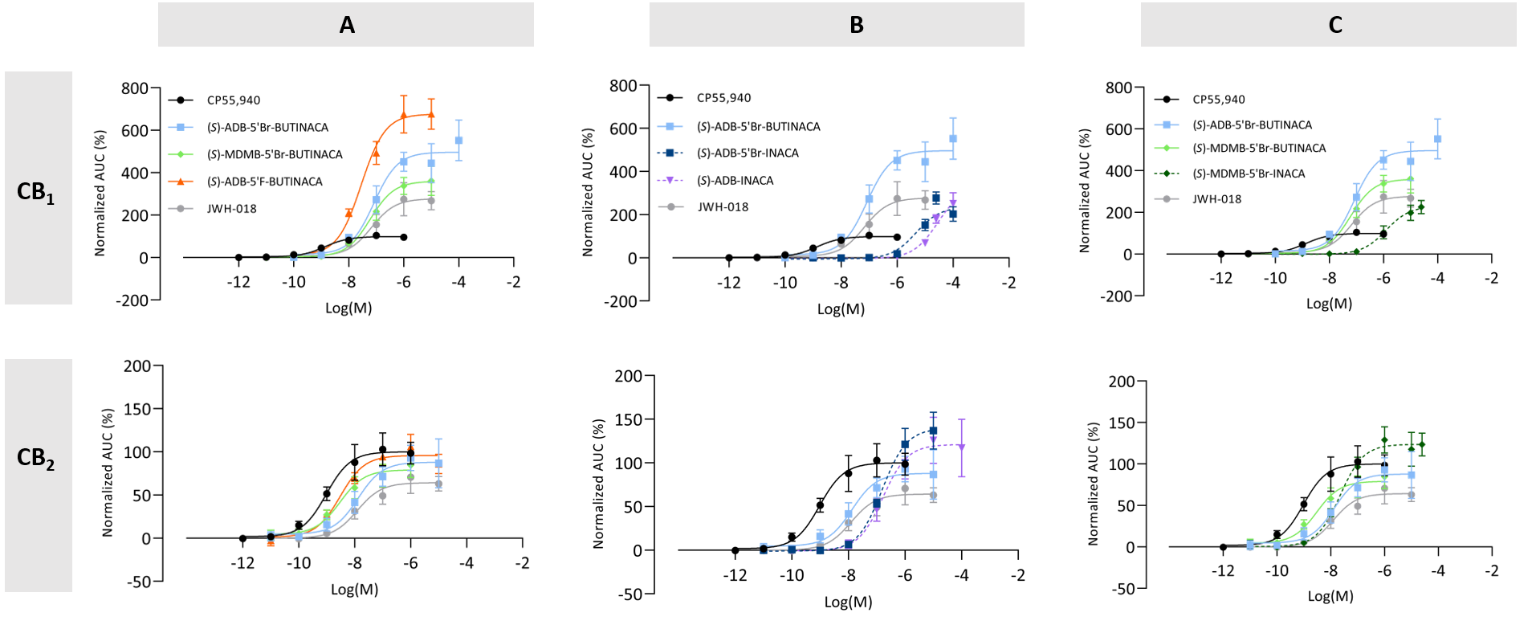 A
B
C
CB1
Normalized AUC (%)
800
600
400
200
0
-200
-12
-10
-8
-6
-4
-2
Log(M)
CP55,940
(S)-ADB-5'Br-BUTINACA
(S)-MDMB-5'Br-BUTINACA
(S)-ADB-5'F-BUTINACA
JWH-018
Normalized AUC (%)
800
600
400
200
0
-200
-12
-10
-8
-6
-4
-2
Log(M)
CP55,940
(S)-ADB-5'Br-BUTINACA
(S)-ADB-5'Br-INACA
(S)-ADB-INACA
JWH-018
Normalized AUC (%)
800
600
400
200
0
-200
-12
-10
-8
-6
-4
-2
Log(M)
CP55,940
(S)-ADB-5'Br-BUTINACA
(S)-MDMB-5'Br-BUTINACA
(S)-MDMB-5'Br-INACA
JWH-018
CB2
Normalized AUC (%)
200
150
100
50
0
-50
-12
-10
-8
-6
-4
-2
Log(M)
Normalized AUC (%)
200
150
100
50
0
-50
-12
-10
-8
-6
-4
-2
Log(M)
Normalized AUC (%)
200
150
100
50
0
-50
-12
-10
-8
-6
-4
-2
Log(M)